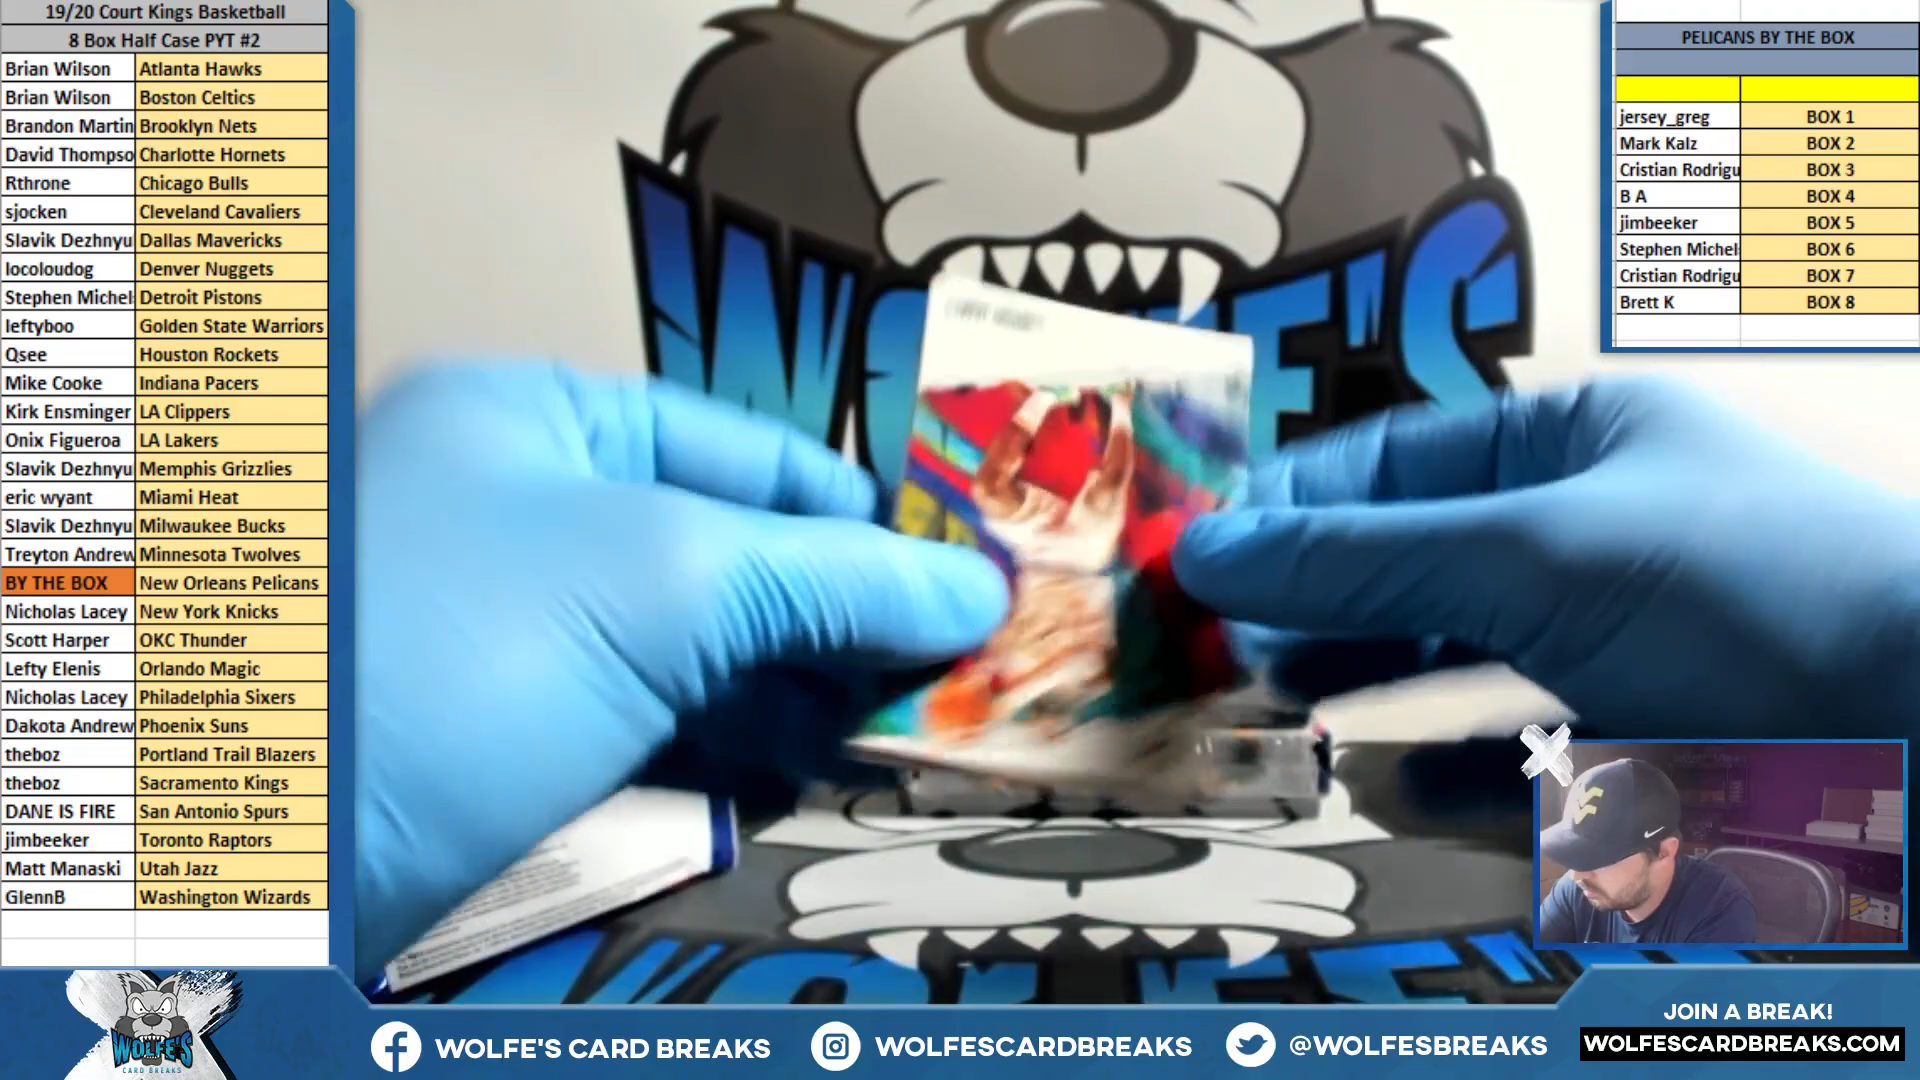 19/20 Court Kings Basketball
8 Box Half Case PYT #2
Brian Wilson Atlanta Hawks
Brian Wilson Boston Celtics
Brandon Martin Brooklyn Nets
David Thompso Charlotte Hornets
Rthrone Chicago Bulls
sjocken Cleveland Cavaliers
Slavik Dezhnyu Dallas Mavericks
locoloudog Denver Nuggets
Stephen Michel Detroit Pistons
leftyboo Golden State Warriors
Qsee Houston Rockets
Mike Cooke Indiana Pacers
Kirk Ensminger LA Clippers
Onix Figueroa LA Lakers
Slavik Dezhnyu Memphis Grizzlies
eric wyant Miami Heat
Slavik Dezhnyu Milwaukee Bucks
Treyton Andrew Minnesota Twolves
BY THE BOX New Orleans Pelicans
Nicholas Lacey New York Knicks
Scott Harper OKC Thunder
Lefty Elenis Orlando Magic
Nicholas Lacey Philadelphia Sixers
Dakota Andrew Phoenix Suns
theboz Portland Trail Blazers
theboz Sacramento Kings
DANE IS FIRE San Antonio Spurs
jimbeeker Toronto Raptors
Matt Manaski Utah Jazz
GlennB Washington Wizards
PELICANS BY THE BOX
jersey_greg BOX 1
Mark Kalz BOX 2
Cristian Rodrigu BOX 3
B A BOX 4
jimbeeker BOX 5
Stephen Michel BOX 6
Cristian Rodrigu BOX 7
Brett K BOX 8
WOLFE'S
WOLFE'S
CARD BREAKS
WOLFE'S CARD BREAKS
WOLFESCARDBREAKS
@WOLFESBREAKS
JOIN A BREAK!
WOLFESCARDBREAKS.COM